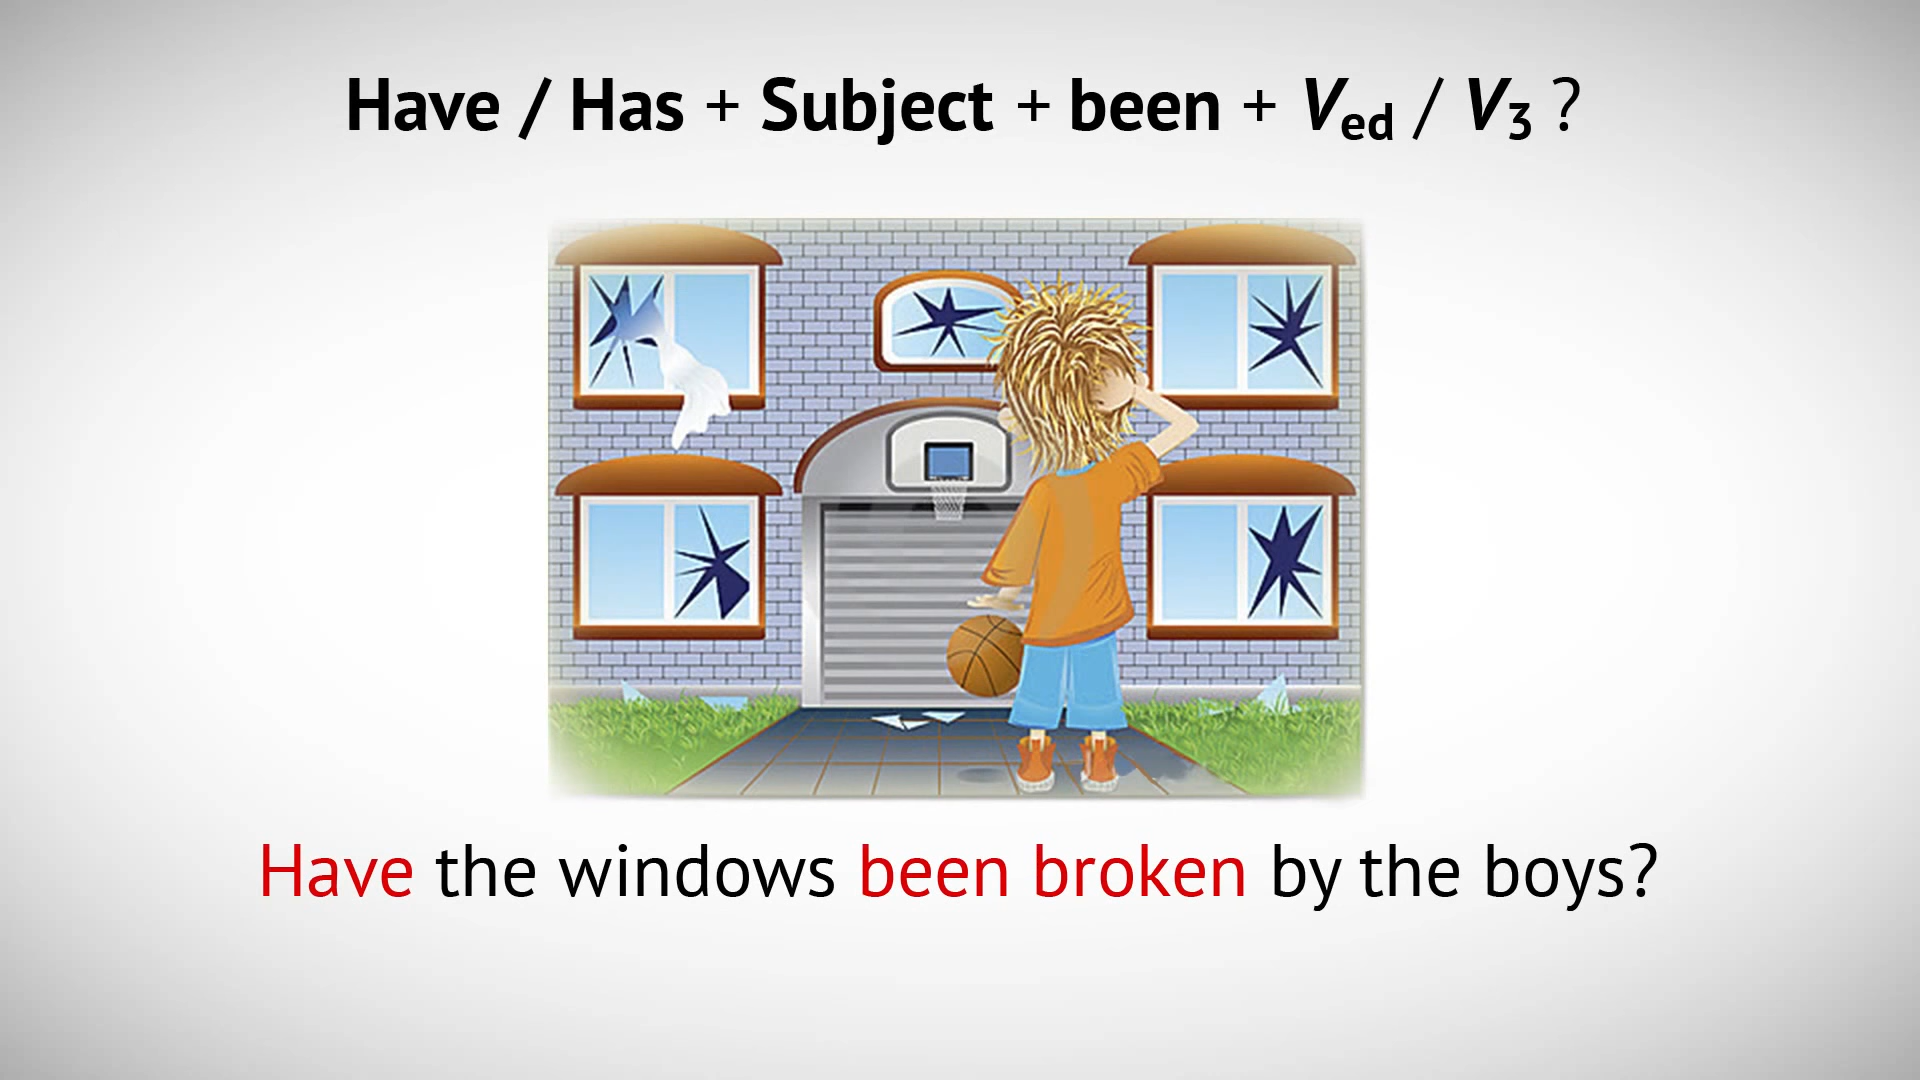 Have / Has + Subject + been + Ved / V3 ?
Have the windows been broken by the boys?